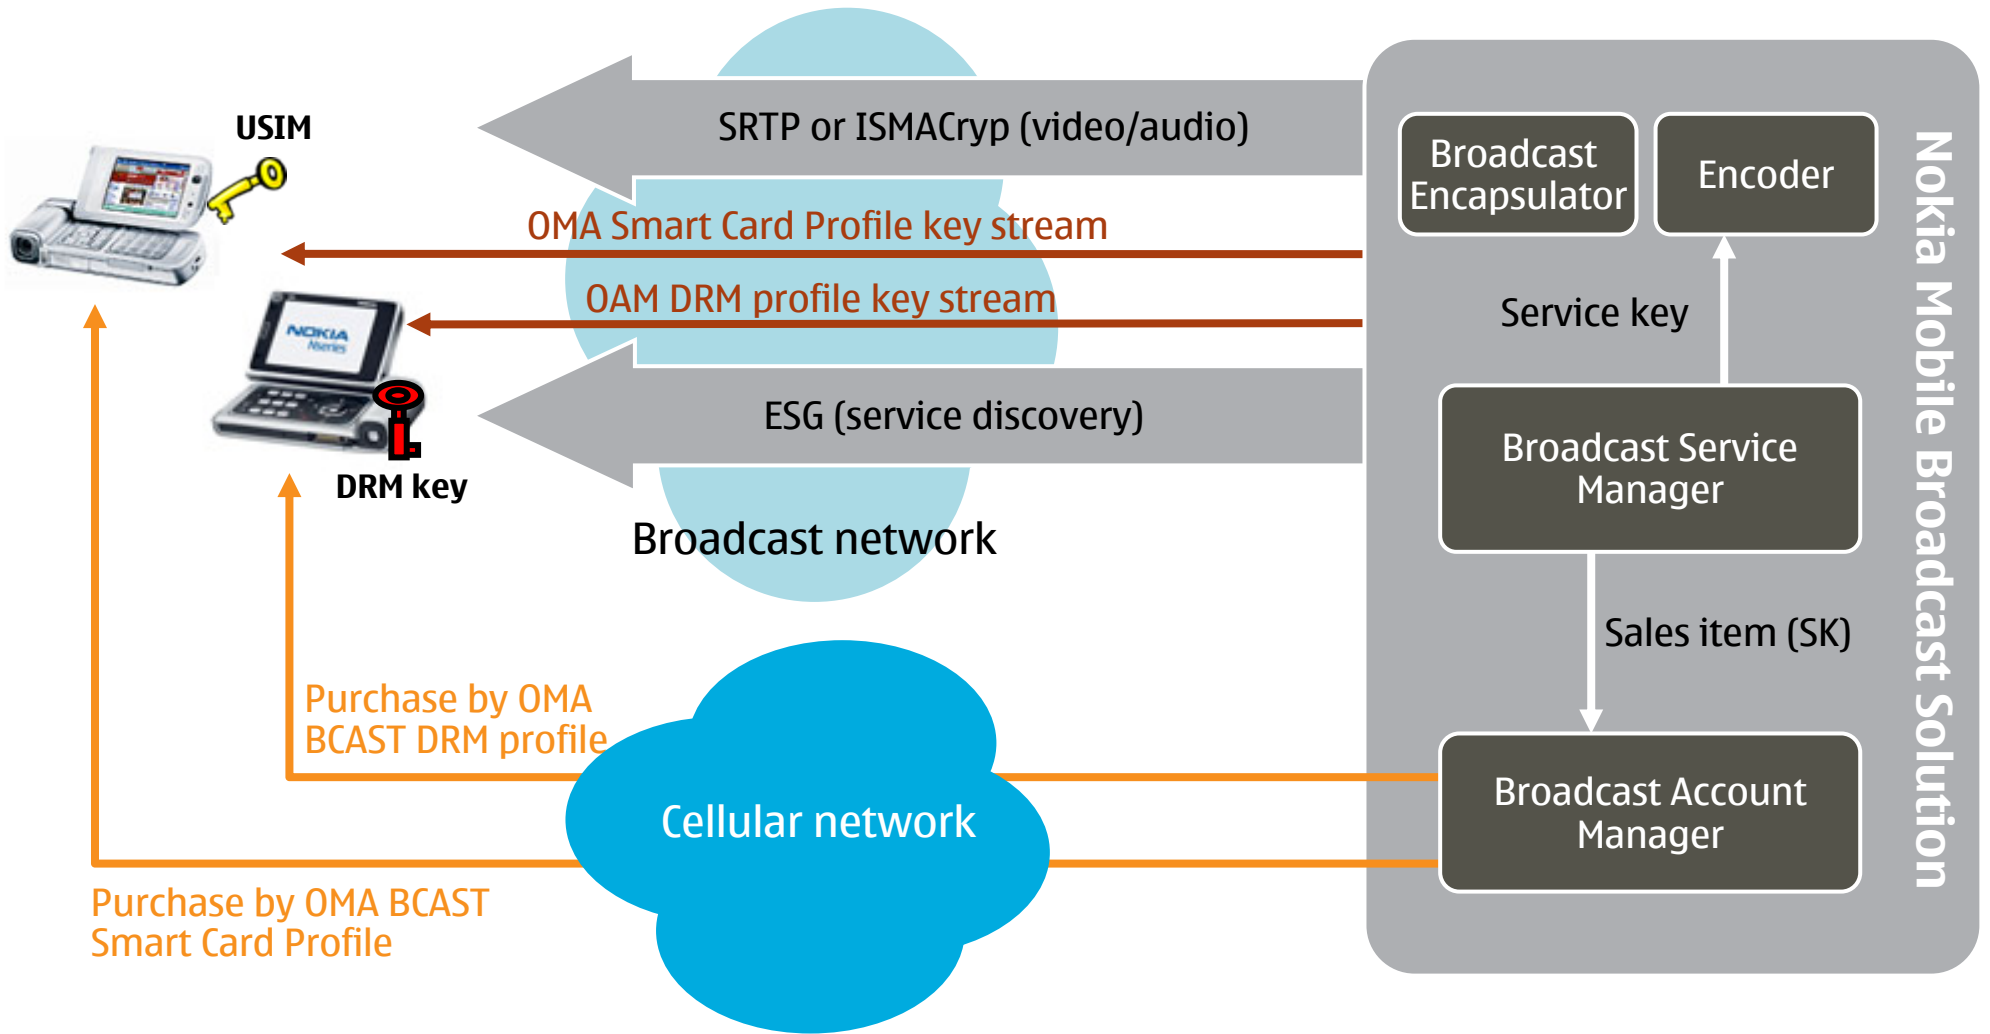 USIM
SRTP or ISMACryp (video/audio)
OMA Smart Card Profile key stream
OAM DRM profile key stream
NOKIA
Nseries
ESG (service discovery)
DRM key
Broadcast network
Broadcast
Encapsulator
Encoder
Service key
Broadcast Service
Manager
Sales item (SK)
Broadcast Account
Manager
Nokia Mobile Broadcast Solution
Purchase by OMA
BCAST DRM profile
Cellular network
Purchase by OMA BCAST
Smart Card Profile